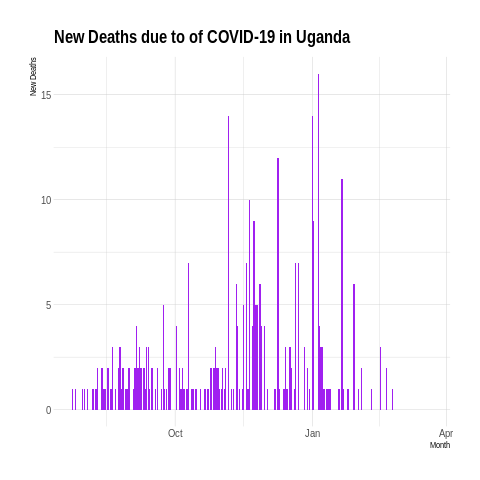 New Deaths due to of COVID-19 in Uganda
New Deaths
15
10
5
0
Oct
Jan
Apr
Month